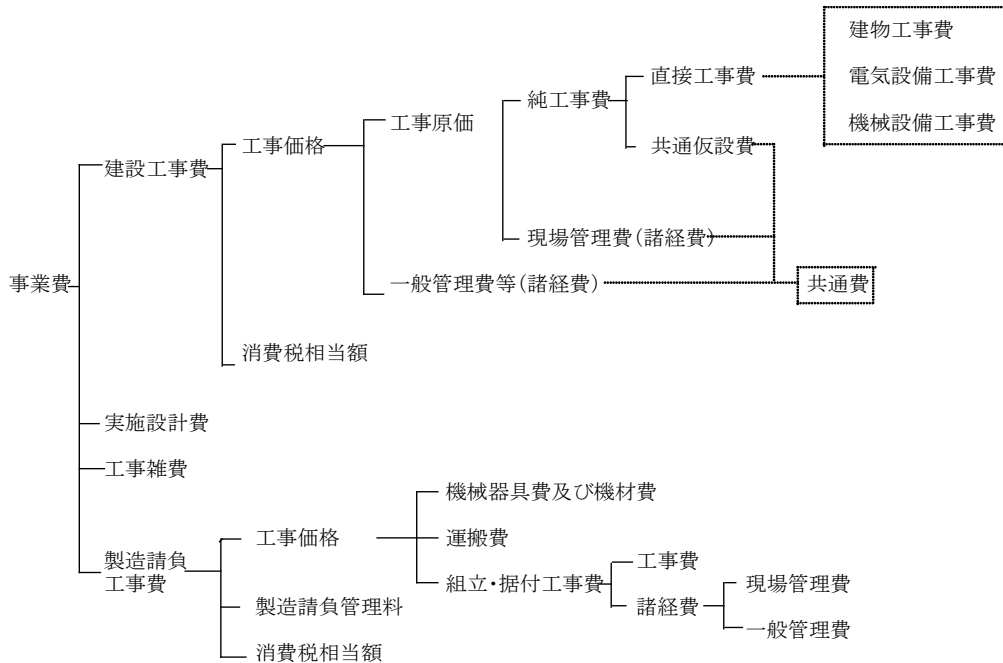 建物工事費
電気設備工事費
機械設備工事費
直接工事費
純工事費
工事原価
共通仮設費
工事価格
建設工事費
現場管理費(諸経費)
事業費
一般管理費等(諸経費)
共通費
消費税相当額
実施設計費
工事雑費
機械器具費及び機材費
工事価格
運搬費
製造請負
工事費
工事費
組立・据付工事費
現場管理費
製造請負管理料
諸経費
一般管理費
消費税相当額